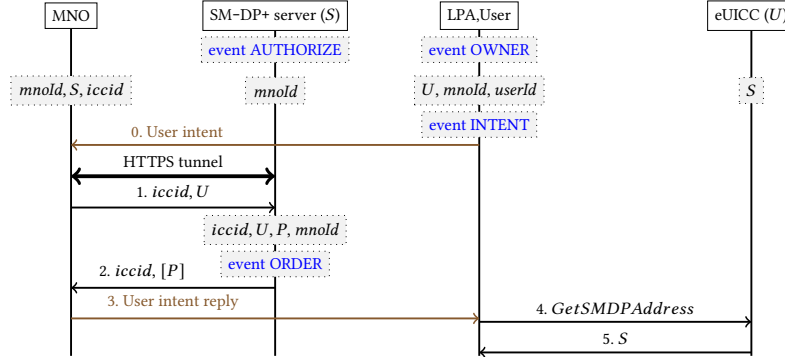 MNO
SM−DP+ server (S)
LPA,User
eUICC (U)
event AUTHORIZE
event OWNER
mnoId, S, iccid
mnoId
U, mnoId, userId
S
event INTENT
0. User intent
HTTPS tunnel
1. iccid, U
iccid, U, P, mnoId
event ORDER
2. iccid, [P]
3. User intent reply
4. GetSMDPAddress
5. S